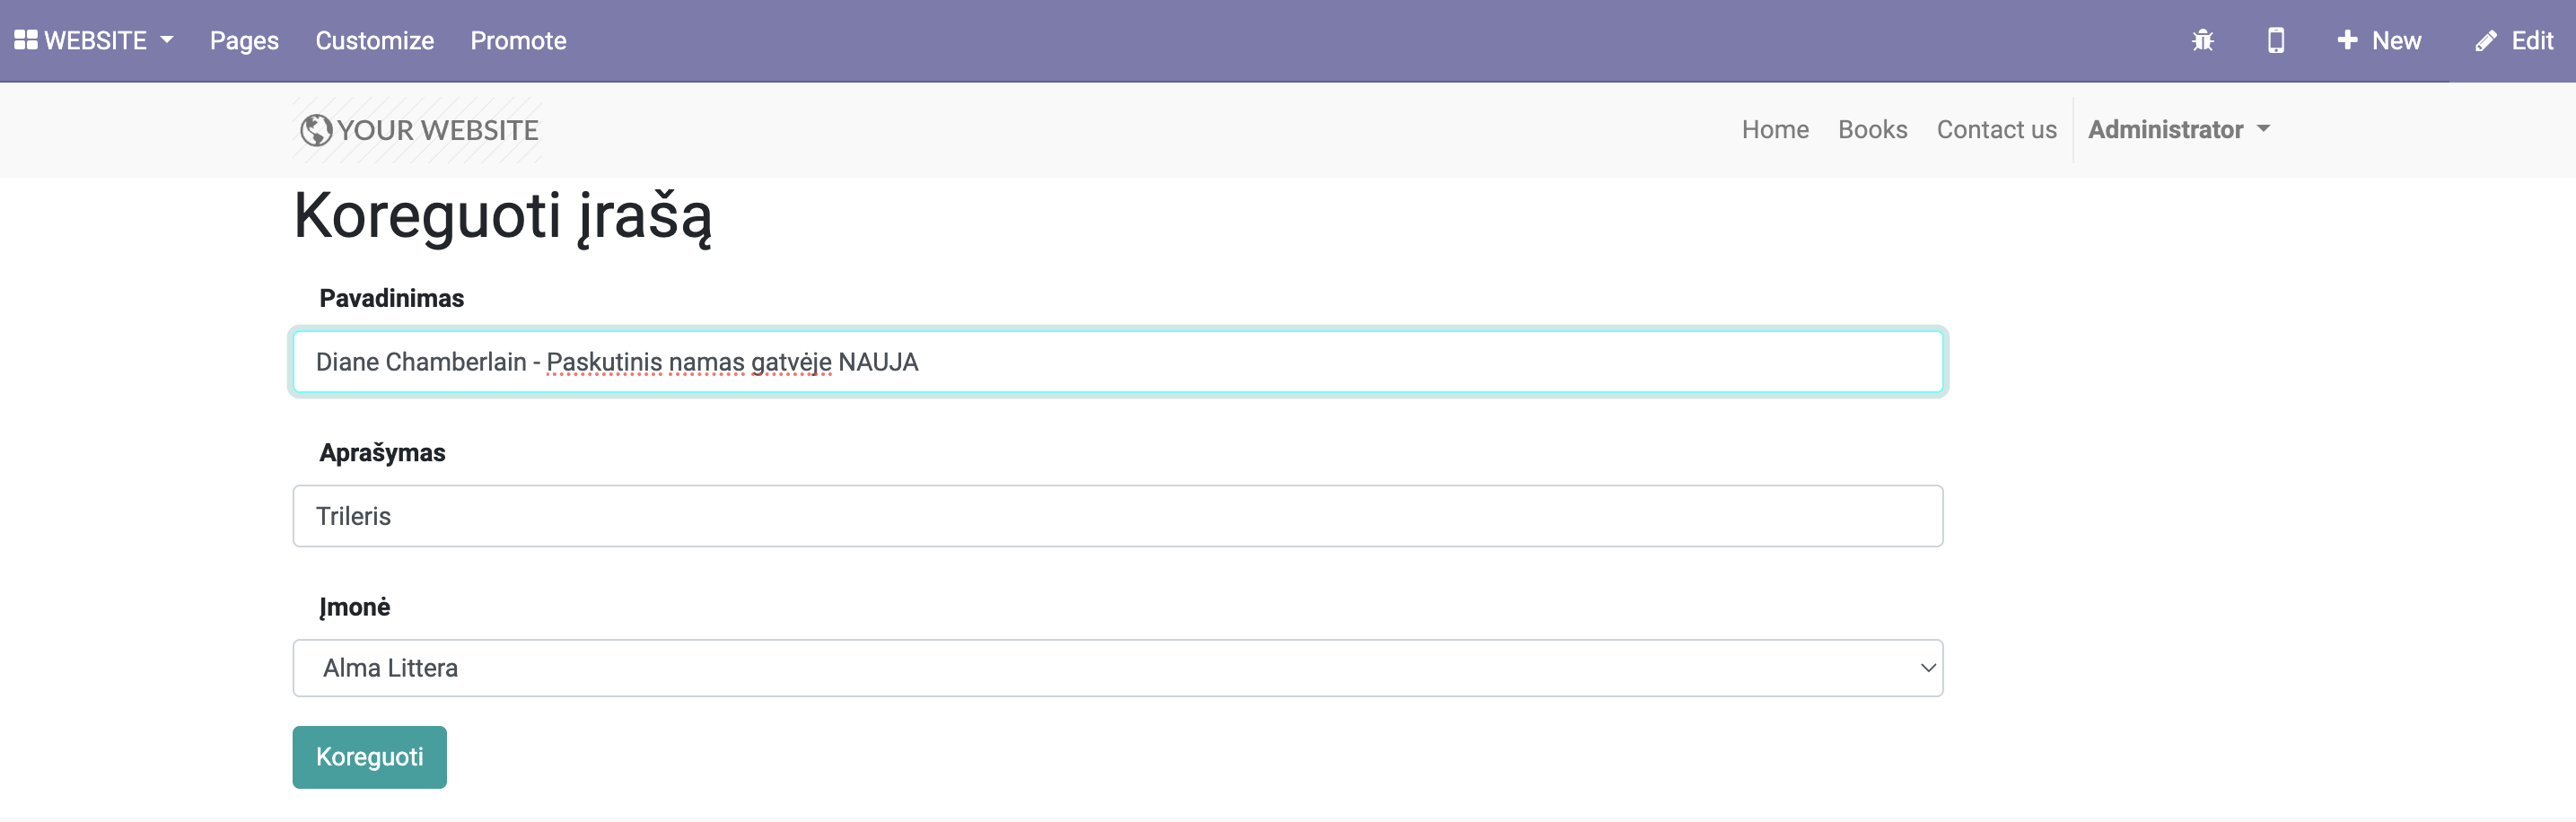 WEBSITE Pages Customize Promote New Edit
YOUR WEBSITE Home Books Contact us Administrator
Koreguoti įrašą
Pavadinimas
Diane Chamberlain - Paskutinis namas gatvėje NAUJA
Aprašymas
Trileris
Įmonė
Alma Littera
Koreguoti